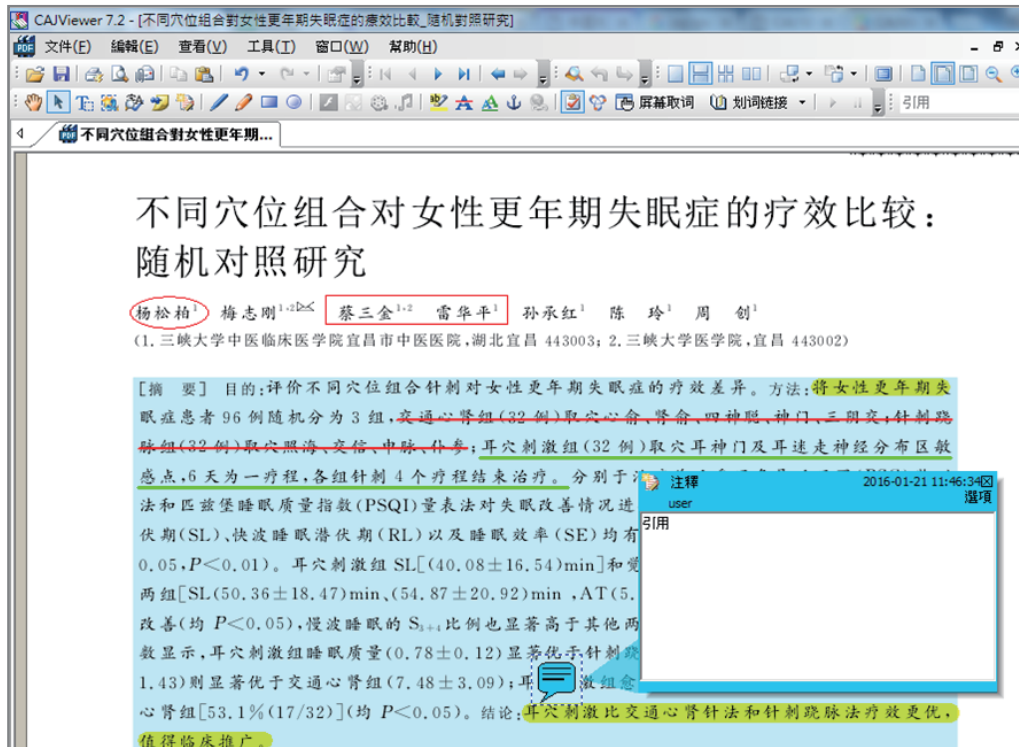 CAJViewer 7.2 - [不同穴位組合對女性更年期失眠症的療效比較_隨機對照研究]
文件(F) 編輯(E) 查看(V) 工具(T) 窗口(W) 幫助(H)
屏幕取词 划词链接 引用
不同穴位組合對女性更年期...
不同穴位组合对女性更年期失眠症的疗效比较：
随机对照研究
杨松柏1 梅志刚1,2 蔡三金1,2 雷华平1 孙承红1 陈 玲1 周 创1
(1.三峡大学中医临床医学院宜昌市中医医院,湖北宜昌 443003; 2.三峡大学医学院,宜昌 443002)
[摘 要] 目的:评价不同穴位组合针刺对女性更年期失眠症的疗效差异。方法:将女性更年期失
眠症患者 96 例随机分为 3 组,交通心肾组(32 例)取穴心俞、肾俞、四神聪、神门、三阴交;针刺跷
脉组(32 例)取穴照海、交信、申脉、仆参;耳穴刺激组(32 例)取穴耳神门及耳迷走神经分布区敏
感点,6 天为一疗程,各组针刺 4 个疗程结束治疗。分别于
法和匹兹堡睡眠质量指数(PSQI)量表法对失眠改善情况进
伏期(SL)、快波睡眠潜伏期(RL)以及睡眠效率(SE)均有
0.05,P<0.01)。耳穴刺激组 SL[(40.08±16.54)min]和觉
两组[SL(50.36±18.47)min、(54.87±20.92)min ,AT(5.
改善(均 P<0.05),慢波睡眠的 S3+4比例也显著高于其他两
数显示,耳穴刺激组睡眠质量(0.78±0.12)显著优于针刺跷
1.43)则显著优于交通心肾组(7.48±3.09);耳 激组愈
心肾组[53.1%(17/32)](均 P<0.05)。结论:耳穴刺激比交通心肾针法和针刺跷脉法疗效更优,
值得临床推广。
注釋 2016-01-21 11:46:34
user 選項
引用